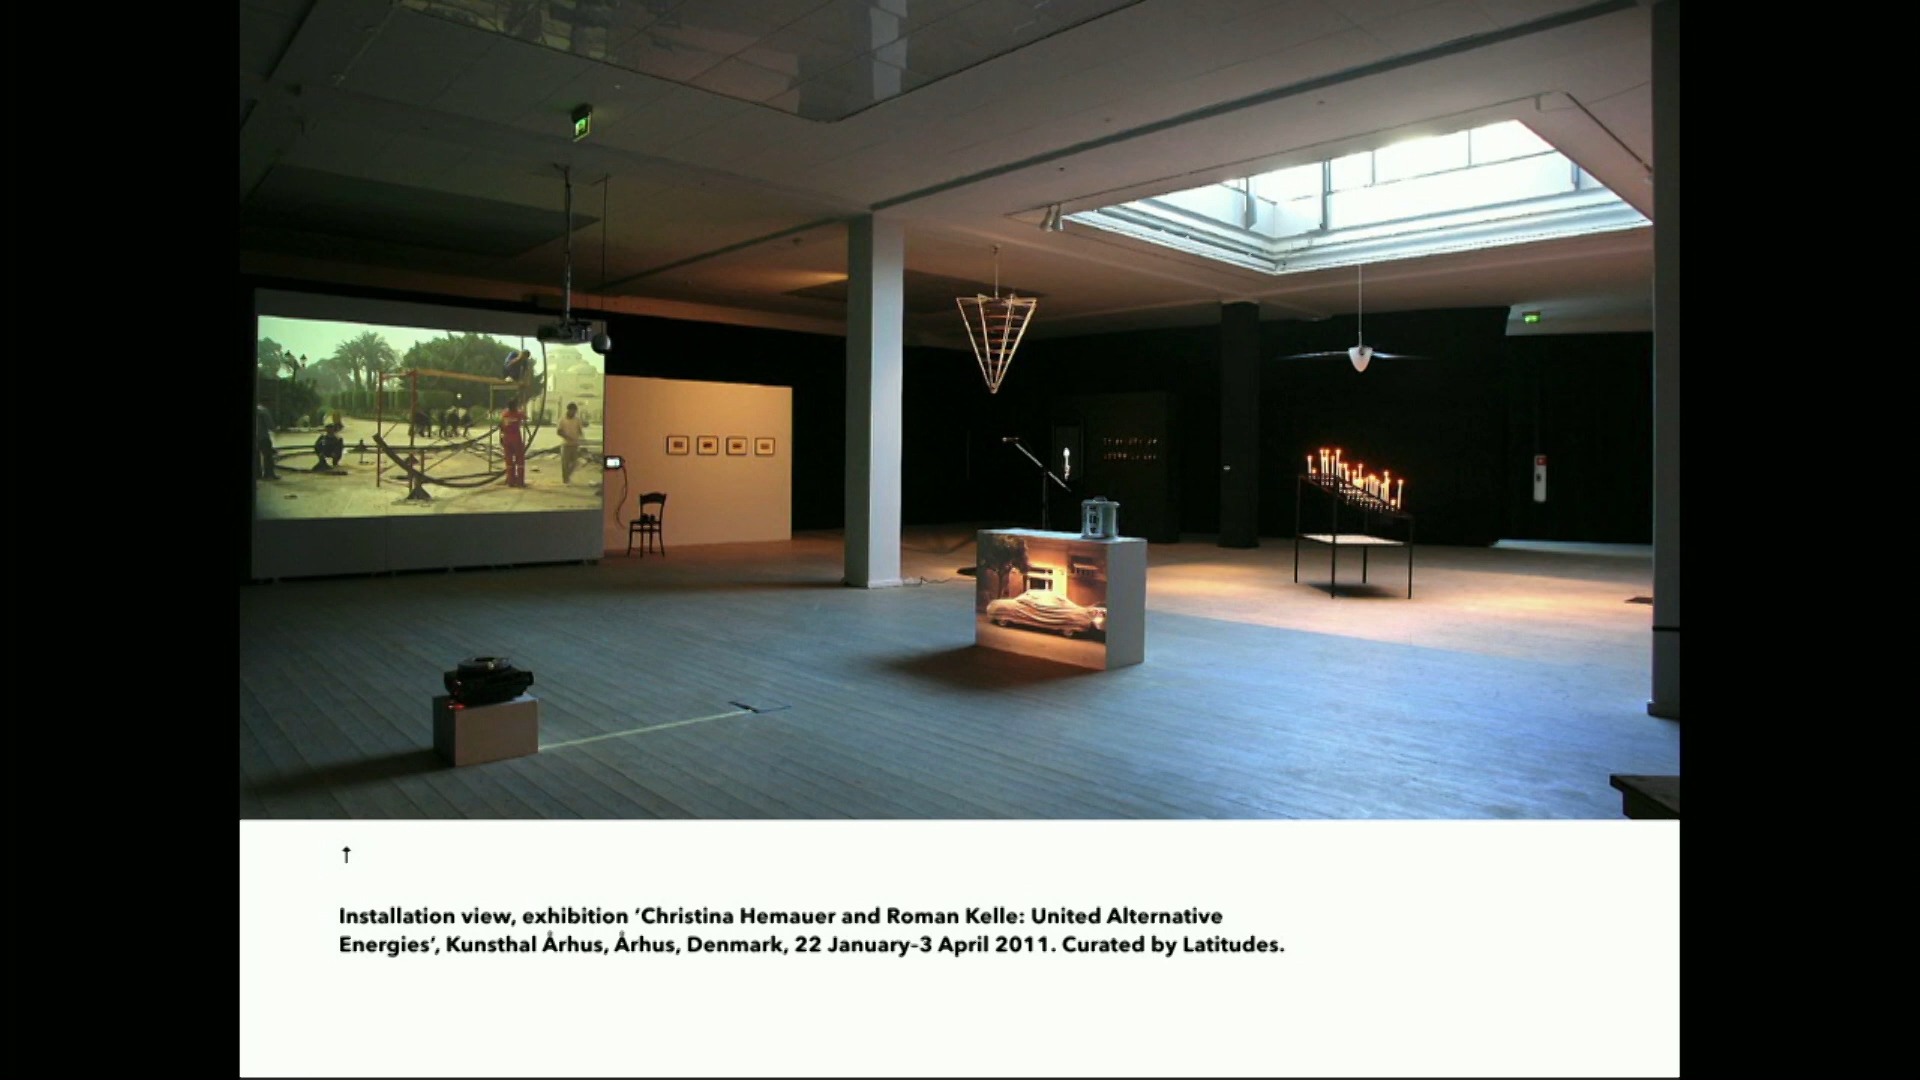 ↑
Installation view, exhibition ‘Christina Hemauer and Roman Kelle: United Alternative
Energies’, Kunsthal Århus, Århus, Denmark, 22 January–3 April 2011. Curated by Latitudes.